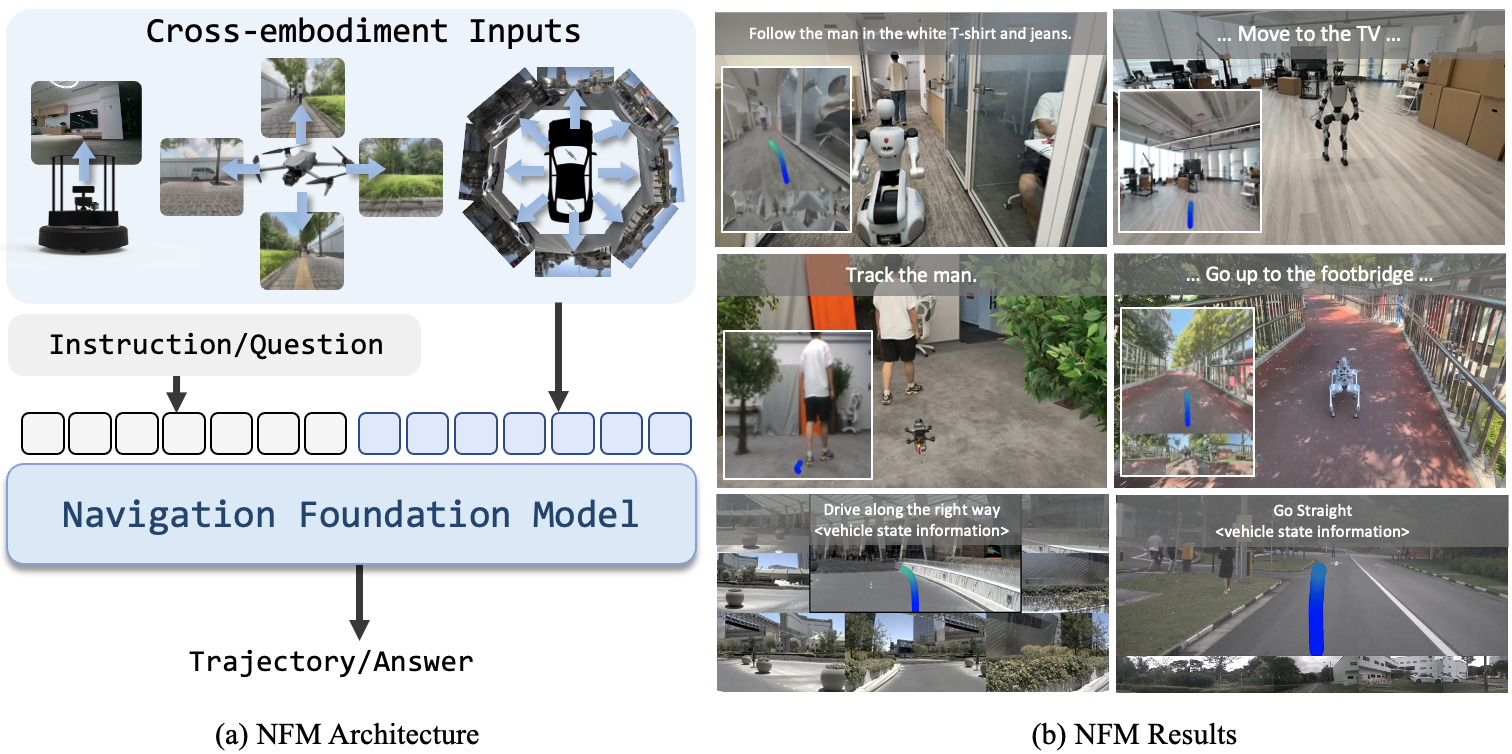 Cross-embodiment Inputs
Instruction/Question
Navigation Foundation Model
Trajectory/Answer
(a) NFM Architecture
Follow the man in the white T-shirt and jeans.
... Move to the TV ...
Track the man.
... Go up to the footbridge ...
Drive along the right way
<vehicle state information>
Go Straight
<vehicle state information>
(b) NFM Results